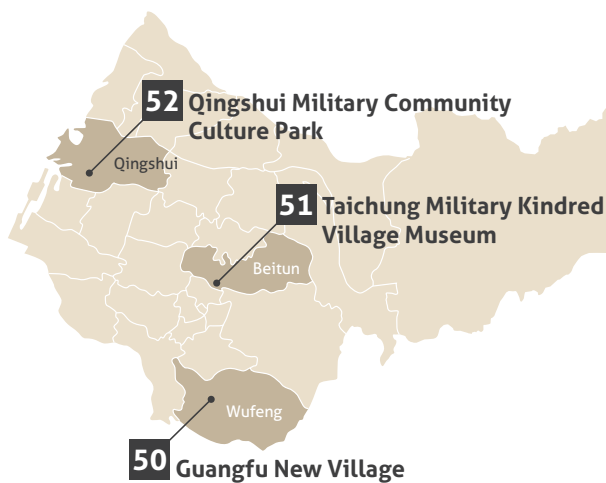 52 Qingshui Military Community
Culture Park
Qingshui
51 Taichung Military Kindred
Village Museum
Beitun
Wufeng
50 Guangfu New Village